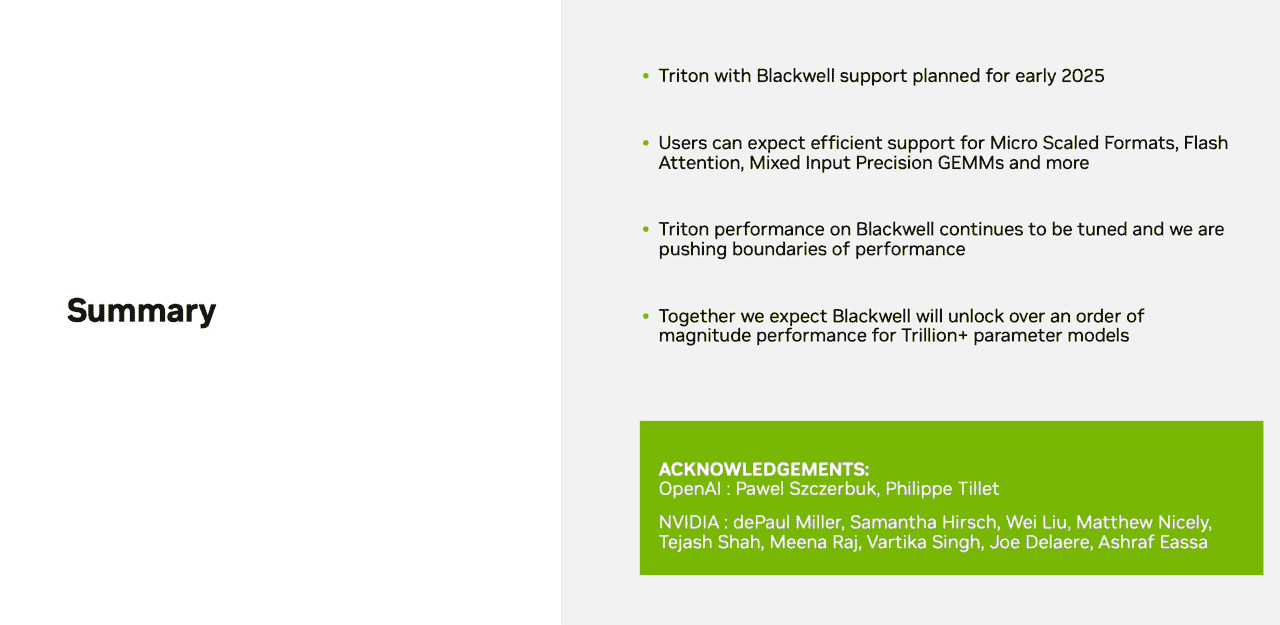 Summary
• Triton with Blackwell support planned for early 2025
• Users can expect efficient support for Micro Scaled Formats, Flash
Attention, Mixed Input Precision GEMMs and more
• Triton performance on Blackwell continues to be tuned and we are
pushing boundaries of performance
• Together we expect Blackwell will unlock over an order of
magnitude performance for Trillion+ parameter models
ACKNOWLEDGEMENTS:
OpenAI : Pawel Szczerbuk, Philippe Tillet
NVIDIA : dePaul Miller, Samantha Hirsch, Wei Liu, Matthew Nicely,
Tejash Shah, Meena Raj, Vartika Singh, Joe Delaere, Ashraf Eassa